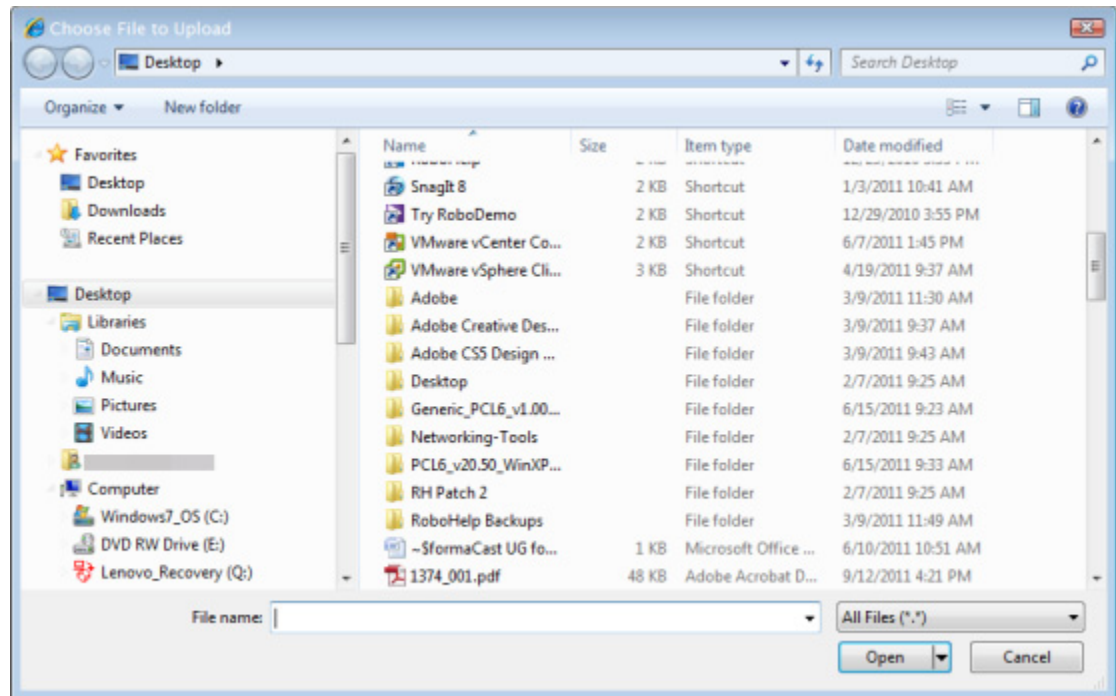 Choose File to Upload
Desktop
Search Desktop
Organize New folder
Favorites
Desktop
Downloads
Recent Places
Desktop
Libraries
Documents
Music
Pictures
Videos
Computer
Windows7_OS (C:)
DVD RW Drive (E:)
Lenovo_Recovery (Q:)
Name Size Item type Date modified
SnagIt 8 2 KB Shortcut 1/3/2011 10:41 AM
Try RoboDemo 2 KB Shortcut 12/29/2010 3:55 PM
VMware vCenter Co... 2 KB Shortcut 6/7/2011 1:45 PM
VMware vSphere Cli... 3 KB Shortcut 4/19/2011 9:37 AM
Adobe File folder 3/9/2011 11:30 AM
Adobe Creative Des... File folder 3/9/2011 9:37 AM
Adobe CS5 Design ... File folder 3/9/2011 9:43 AM
Desktop File folder 2/7/2011 9:25 AM
Generic_PCL6_v1.00... File folder 6/15/2011 9:23 AM
Networking-Tools File folder 2/7/2011 9:25 AM
PCL6_v20.50_WinXP... File folder 6/15/2011 9:33 AM
RH Patch 2 File folder 2/7/2011 9:25 AM
RoboHelp Backups File folder 3/9/2011 11:49 AM
~$formaCast UG fo... 1 KB Microsoft Office ... 6/10/2011 10:51 AM
1374_001.pdf 48 KB Adobe Acrobat D... 9/12/2011 4:21 PM
File name: All Files (*.*)
Open Cancel